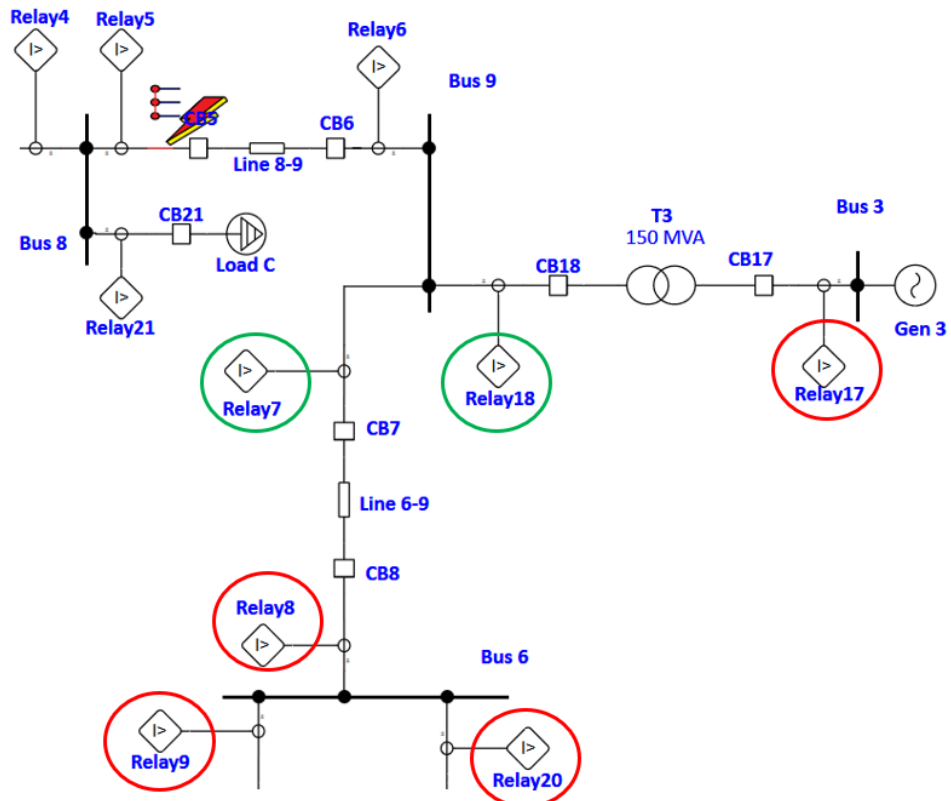 Relay4
Relay5
Relay6
I>
I>
I>
Bus 9
CB5
CB6
Line 8-9
CB21
Bus 8
Load C
Relay21
I>
T3
150 MVA
Bus 3
CB18
CB17
Gen 3
I>
Relay7
I>
Relay18
I>
Relay17
CB7
Line 6-9
CB8
Relay8
I>
Bus 6
I>
Relay9
I>
Relay20